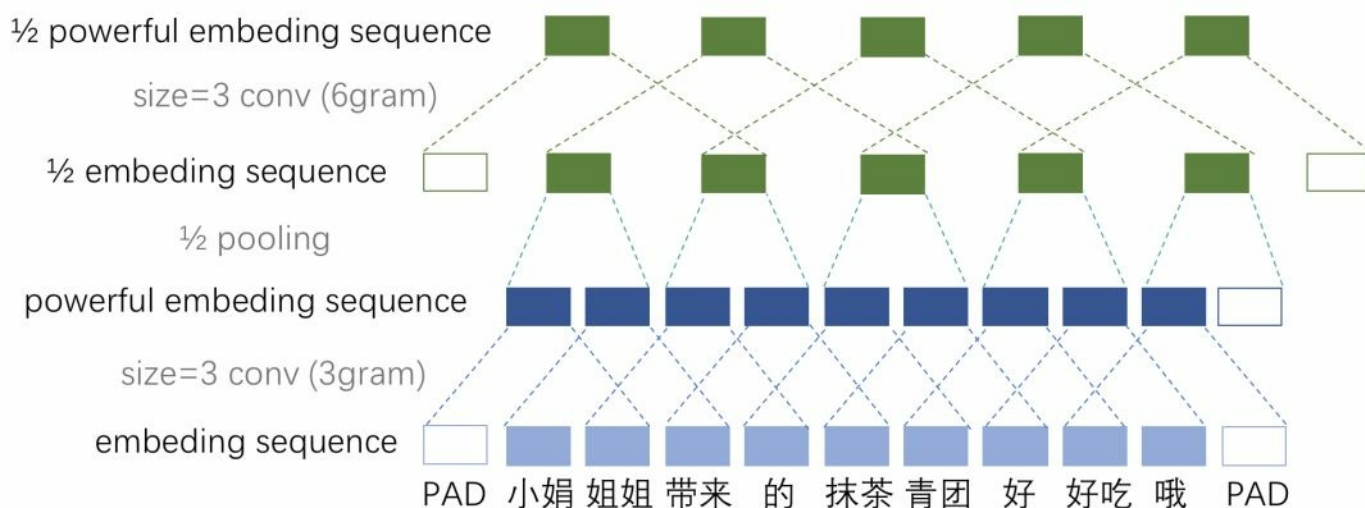 ½ powerful embeding sequence
size=3 conv (6gram)
½ embeding sequence
½ pooling
powerful embeding sequence
size=3 conv (3gram)
embeding sequence
PAD 小娟 姐姐 带来 的 抹茶 青团 好 好吃 哦 PAD